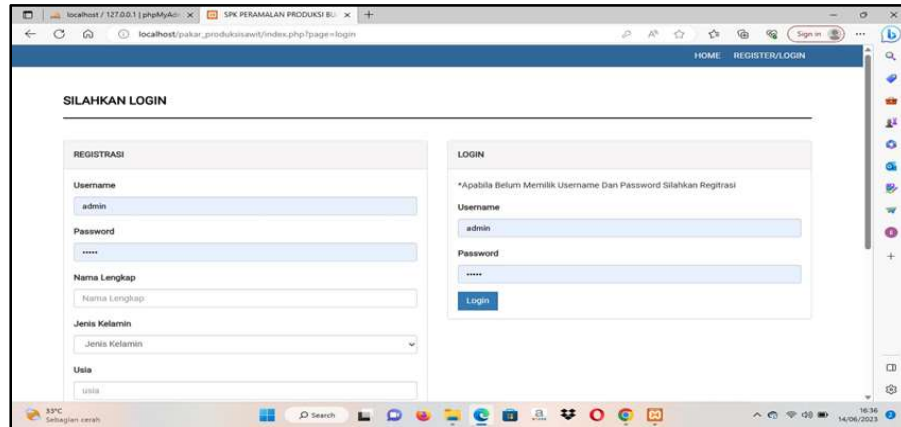 localhost / 127.0.0.1 | phpMyAdm
SPK PERAMALAN PRODUKSI BU
localhost/pakar_produksisawit/index.php?page=login
Sign in
HOME REGISTER/LOGIN
SILAHKAN LOGIN
REGISTRASI
Username
admin
Password
•••••
Nama Lengkap
Nama Lengkap
Jenis Kelamin
Jenis Kelamin
Usia
usia
LOGIN
*Apabila Belum Memilik Username Dan Password Silahkan Regitrasi
Username
admin
Password
•••••
Login
33°C
Sebagian cerah
Search
16:36
14/06/2023